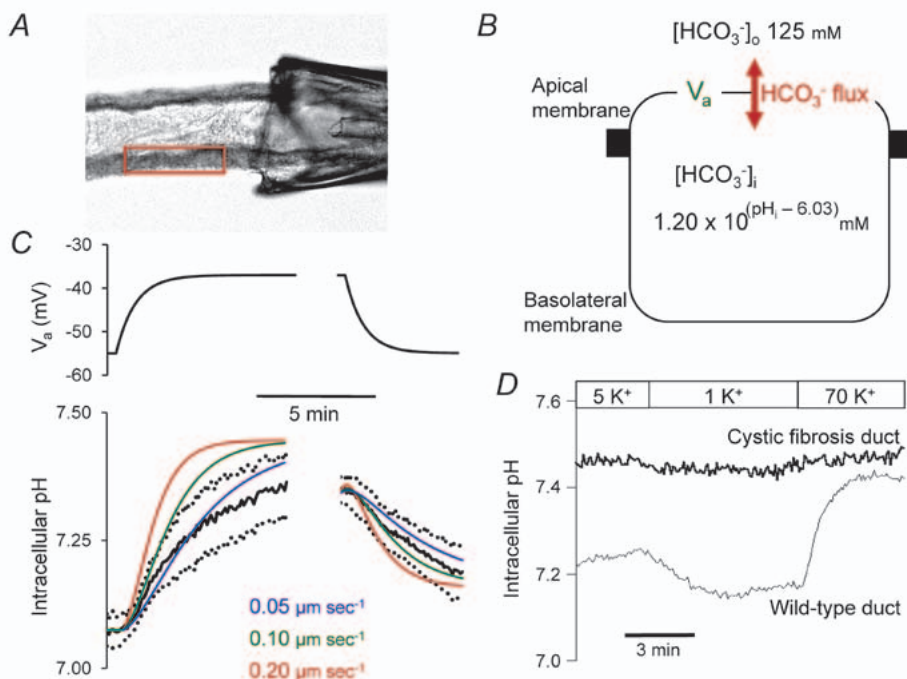 A
B
[HCO₃⁻]ₒ 125 mM
Apical
membrane
Vₐ
HCO₃⁻ flux
[HCO₃⁻]ᵢ
1.20 x 10^(pHᵢ – 6.03) mM
Basolateral
membrane
C
-30
-40
-50
-60
Vₐ (mV)
5 min
7.50
7.25
7.00
Intracellular pH
0.05 µm sec⁻¹
0.10 µm sec⁻¹
0.20 µm sec⁻¹
D
7.6
7.4
7.2
7.0
Intracellular pH
5 K⁺ 1 K⁺ 70 K⁺
Cystic fibrosis duct
Wild-type duct
3 min